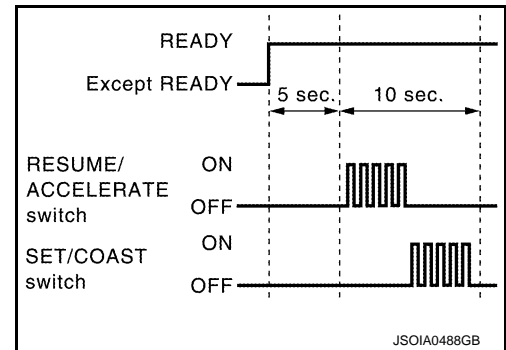 READY
Except READY
5 sec. 10 sec.
RESUME/ ON
ACCELERATE
switch OFF
SET/COAST ON
switch OFF
JSOIA0488GB